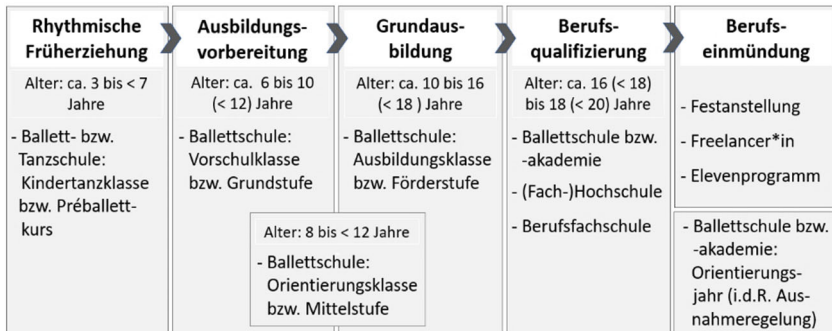 Rhythmische
Früherziehung
Alter: ca. 3 bis < 7
Jahre
- Ballett- bzw.
Tanzschule:
Kindertanzklasse
bzw. Préballett-
kurs
Ausbildungs-
vorbereitung
Alter: ca.  6 bis 10
(< 12) Jahre
- Ballettschule:
Vorschulklasse
bzw. Grundstufe
Alter: 8 bis < 12 Jahre
- Ballettschule:
Orientierungsklasse
bzw. Mittelstufe
Grundaus-
bildung
Alter: ca. 10 bis 16
(< 18 ) Jahre
- Ballettschule:
Ausbildungsklasse
bzw. Förderstufe
Berufs-
qualifizierung
Alter: ca. 16 (< 18)
bis 18 (< 20) Jahre
- Ballettschule bzw.
-akademie
- (Fach-)Hochschule
- Berufsfachschule
Berufs-
einmündung
- Festanstellung
- Freelancer*in
- Elevenprogramm
- Ballettschule bzw.
-akademie:
Orientierungs-
jahr (i.d.R. Aus-
nahmeregelung)